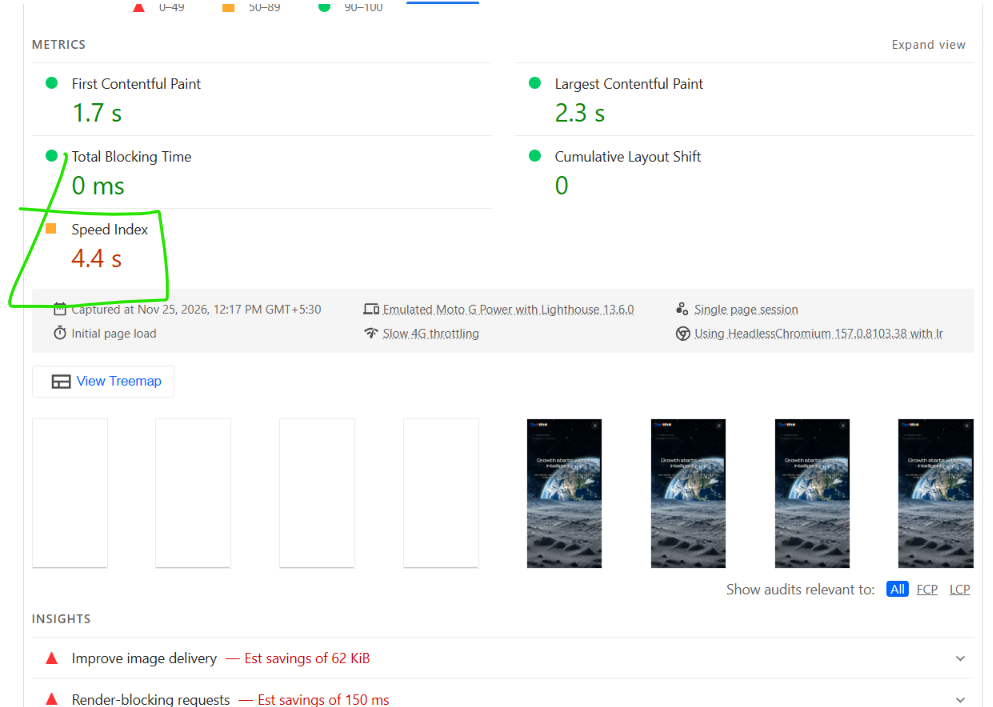 0–49 50–89 90–100
METRICS Expand view
First Contentful Paint Largest Contentful Paint
1.7 s 2.3 s
Total Blocking Time Cumulative Layout Shift
0 ms 0
Speed Index
4.4 s
Captured at Nov 25, 2026, 12:17 PM GMT+5:30 Emulated Moto G Power with Lighthouse 13.6.0 Single page session
Initial page load Slow 4G throttling Using HeadlessChromium 157.0.8103.38 with lr
View Treemap
Growth starts
Show audits relevant to: All FCP LCP
INSIGHTS
Improve image delivery — Est savings of 62 KiB
Render-blocking requests — Est savings of 150 ms